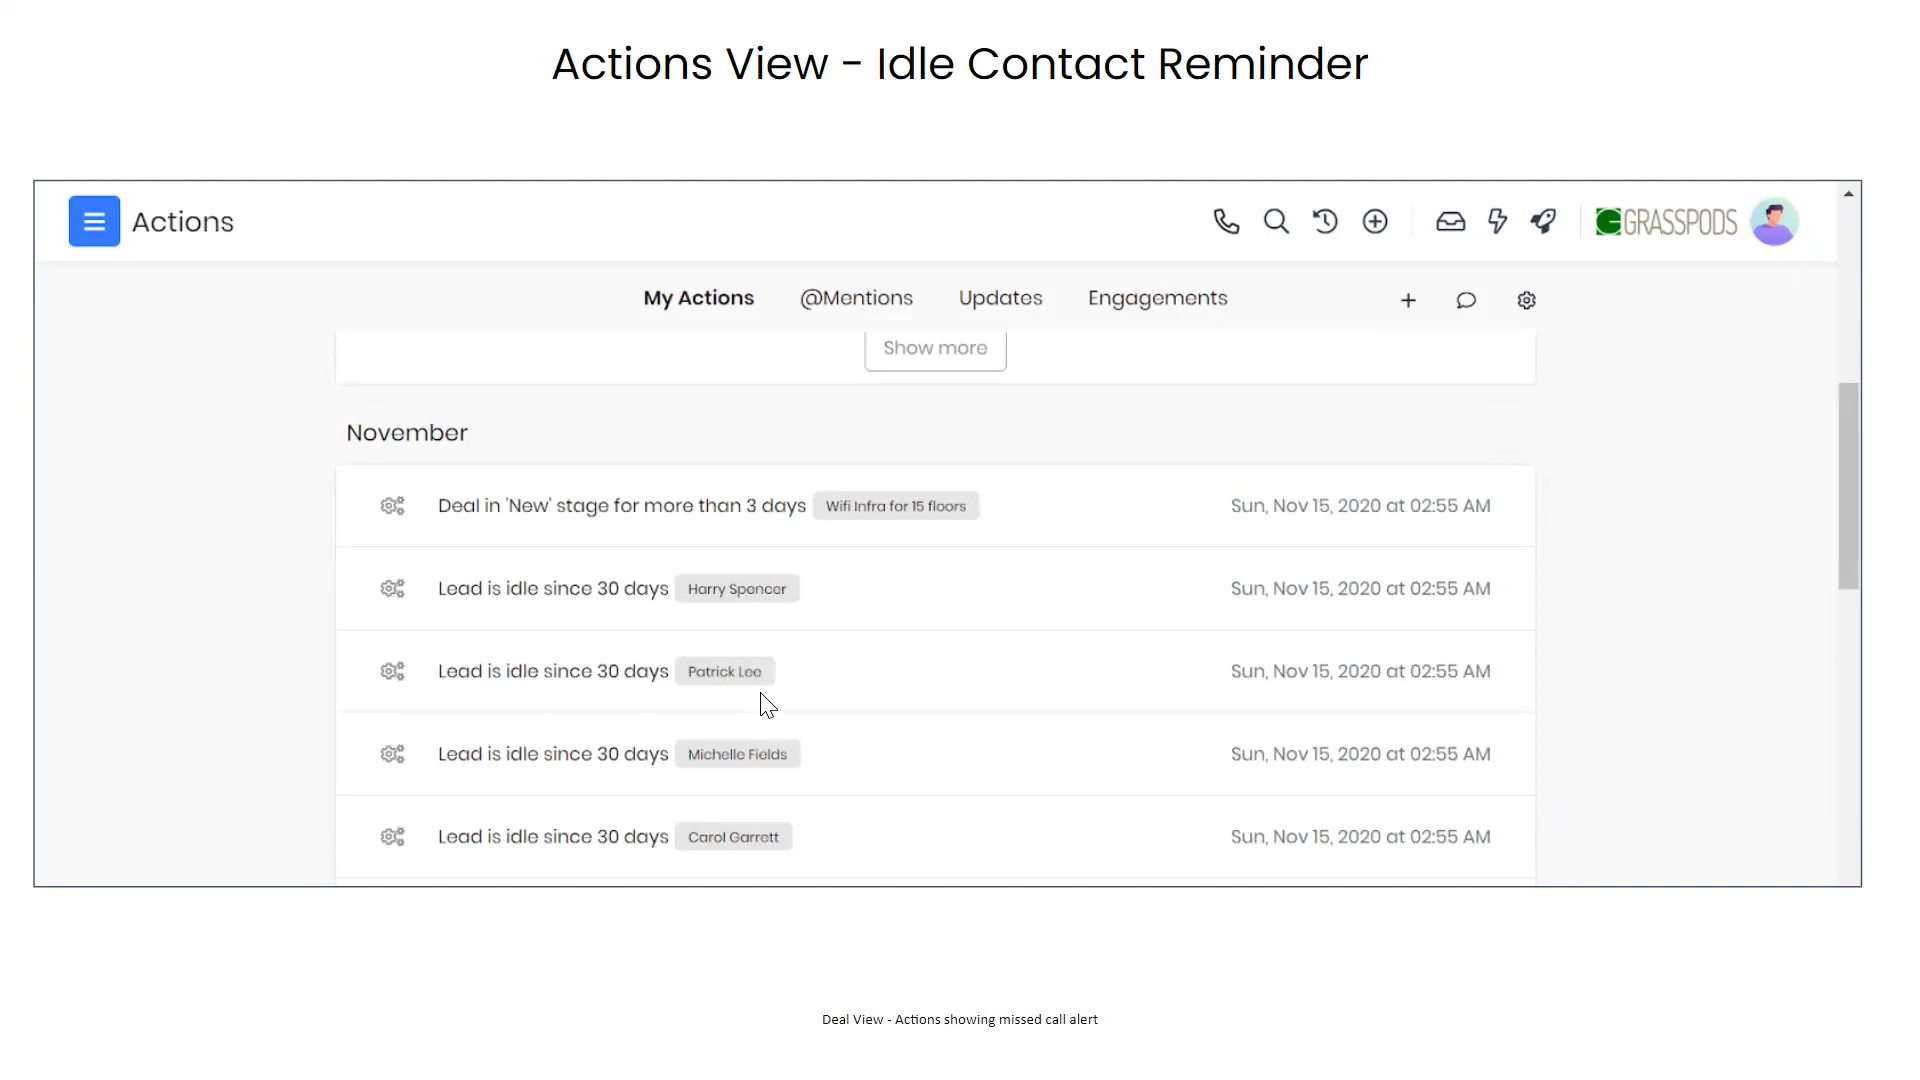 Actions View - Idle Contact Reminder
Actions
GRASSPODS
My Actions @Mentions Updates Engagements
Show more
November
Deal in 'New' stage for more than 3 days Wifi Infra for 15 floors Sun, Nov 15, 2020 at 02:55 AM
Lead is idle since 30 days Harry Spencer Sun, Nov 15, 2020 at 02:55 AM
Lead is idle since 30 days Patrick Lee Sun, Nov 15, 2020 at 02:55 AM
Lead is idle since 30 days Michelle Fields Sun, Nov 15, 2020 at 02:55 AM
Lead is idle since 30 days Carol Garrett Sun, Nov 15, 2020 at 02:55 AM
Deal View - Actions showing missed call alert